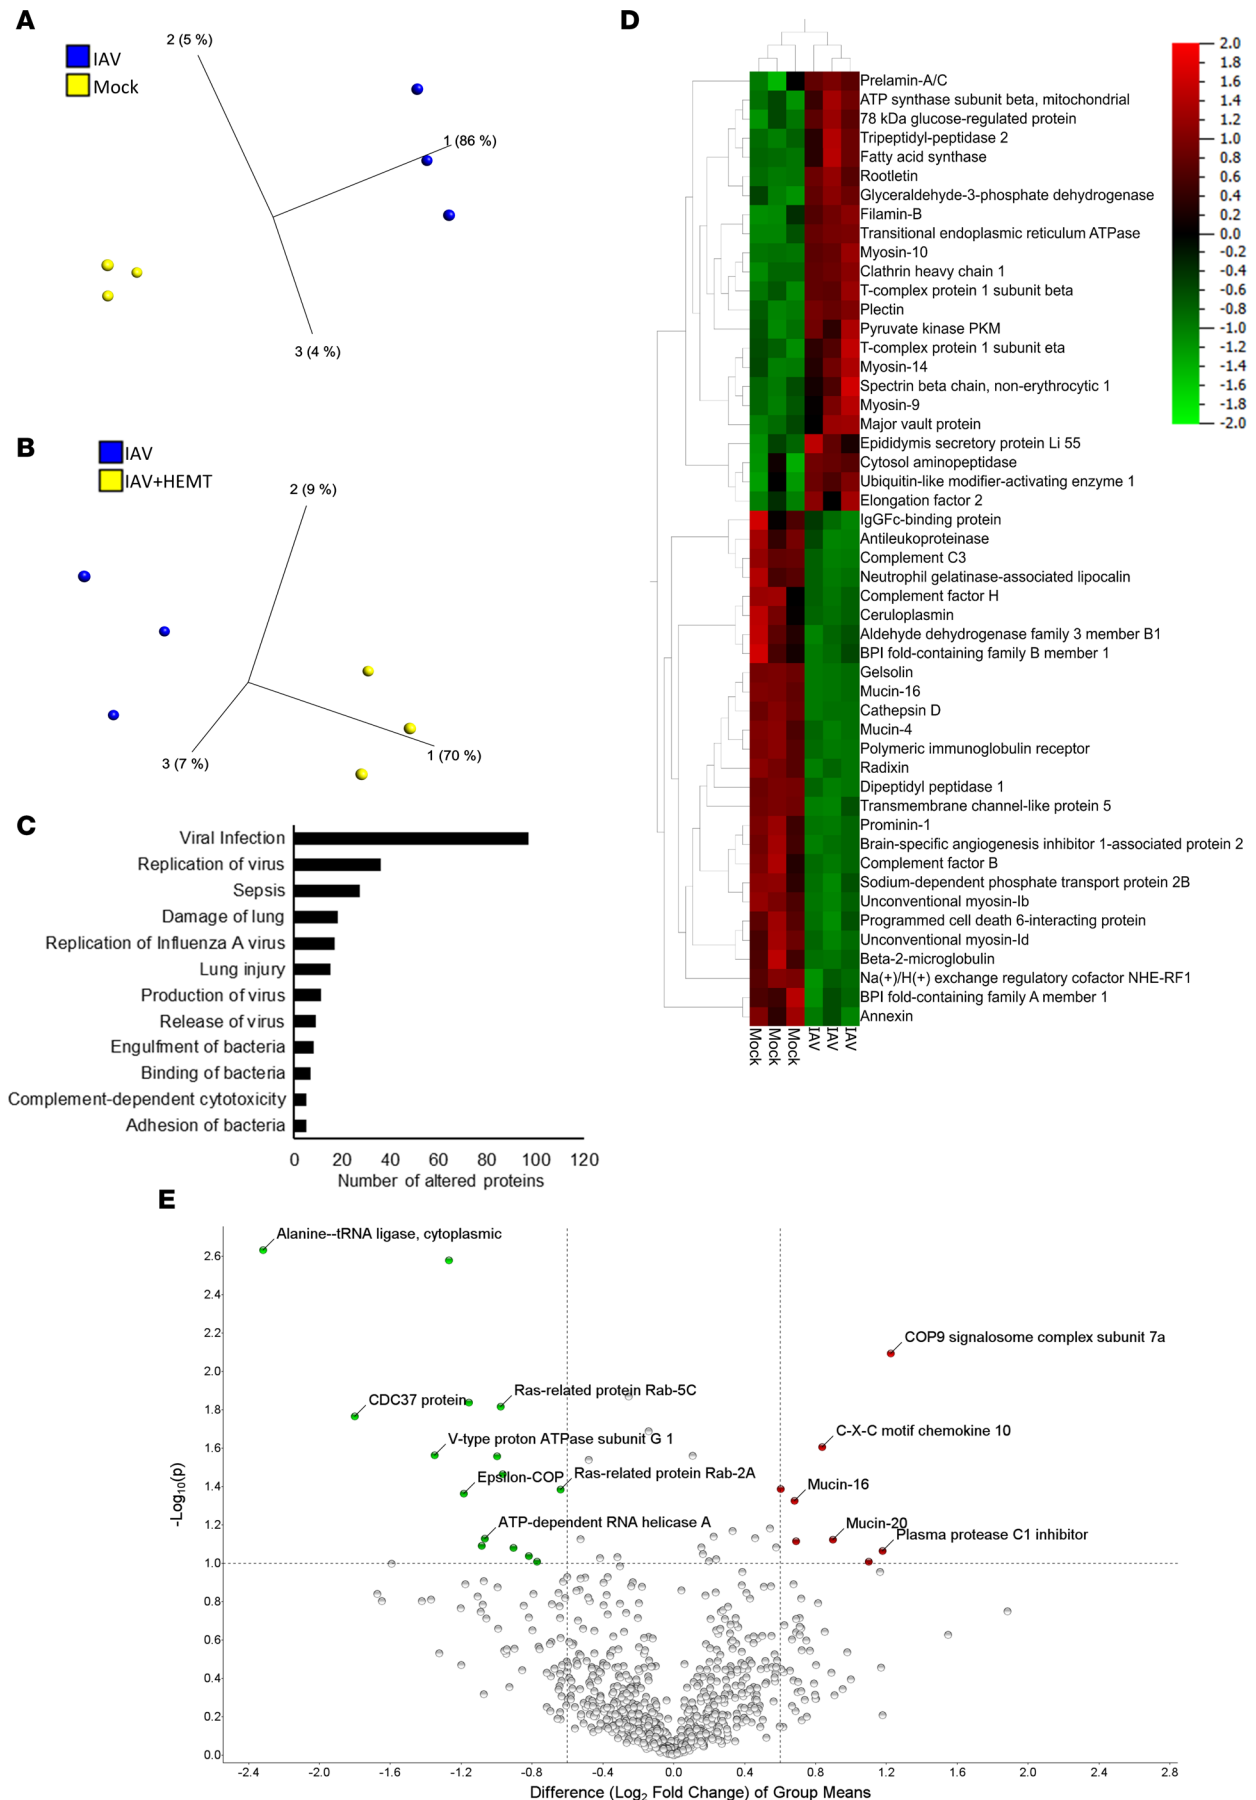 A
IAV
Mock
2 (5 %)
1 (86 %)
3 (4 %)
B
IAV
IAV+HEMT
2 (9 %)
1 (70 %)
3 (7 %)
C
Viral Infection
Replication of virus
Sepsis
Damage of lung
Replication of Influenza A virus
Lung injury
Production of virus
Release of virus
Engulfment of bacteria
Binding of bacteria
Complement-dependent cytotoxicity
Adhesion of bacteria
0 20 40 60 80 100 120
Number of altered proteins
D
Prelamin-A/C
ATP synthase subunit beta, mitochondrial
78 kDa glucose-regulated protein
Tripeptidyl-peptidase 2
Fatty acid synthase
Rootletin
Glyceraldehyde-3-phosphate dehydrogenase
Filamin-B
Transitional endoplasmic reticulum ATPase
Myosin-10
Clathrin heavy chain 1
T-complex protein 1 subunit beta
Plectin
Pyruvate kinase PKM
T-complex protein 1 subunit eta
Myosin-14
Spectrin beta chain, non-erythrocytic 1
Myosin-9
Major vault protein
Epididymis secretory protein Li 55
Cytosol aminopeptidase
Ubiquitin-like modifier-activating enzyme 1
Elongation factor 2
IgGFc-binding protein
Antileukoproteinase
Complement C3
Neutrophil gelatinase-associated lipocalin
Complement factor H
Ceruloplasmin
Aldehyde dehydrogenase family 3 member B1
BPI fold-containing family B member 1
Gelsolin
Mucin-16
Cathepsin D
Mucin-4
Polymeric immunoglobulin receptor
Radixin
Dipeptidyl peptidase 1
Transmembrane channel-like protein 5
Prominin-1
Brain-specific angiogenesis inhibitor 1-associated protein 2
Complement factor B
Sodium-dependent phosphate transport protein 2B
Unconventional myosin-Ib
Programmed cell death 6-interacting protein
Unconventional myosin-Id
Beta-2-microglobulin
Na(+)/H(+) exchange regulatory cofactor NHE-RF1
BPI fold-containing family A member 1
Annexin
Mock Mock Mock IAV IAV IAV
2.0
1.8
1.6
1.4
1.2
1.0
0.8
0.6
0.4
0.2
0.0
-0.2
-0.4
-0.6
-0.8
-1.0
-1.2
-1.4
-1.6
-1.8
-2.0
E
Alanine--tRNA ligase, cytoplasmic
COP9 signalosome complex subunit 7a
CDC37 protein
Ras-related protein Rab-5C
C-X-C motif chemokine 10
V-type proton ATPase subunit G 1
Epsilon-COP
Ras-related protein Rab-2A
Mucin-16
ATP-dependent RNA helicase A
Mucin-20
Plasma protease C1 inhibitor
2.6
2.4
2.2
2.0
1.8
1.6
1.4
1.2
1.0
0.8
0.6
0.4
0.2
0.0
-Log10(p)
-2.4 -2.0 -1.6 -1.2 -0.8 -0.4 0.0 0.4 0.8 1.2 1.6 2.0 2.4 2.8
Difference (Log2 Fold Change) of Group Means